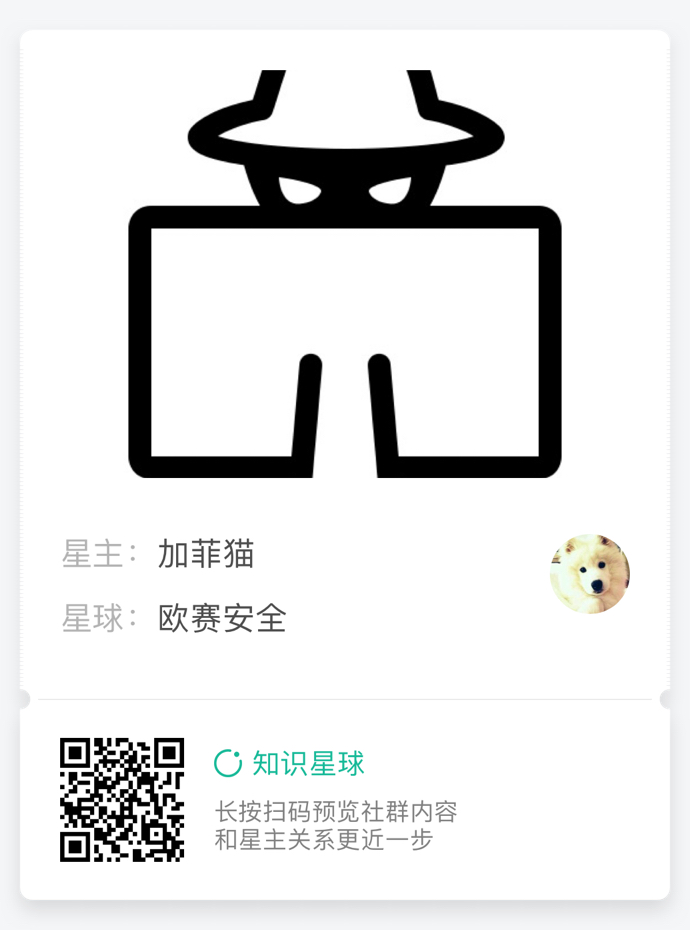 星主：加菲猫
星球：欧赛安全
知识星球
长按扫码预览社群内容
和星主关系更近一步